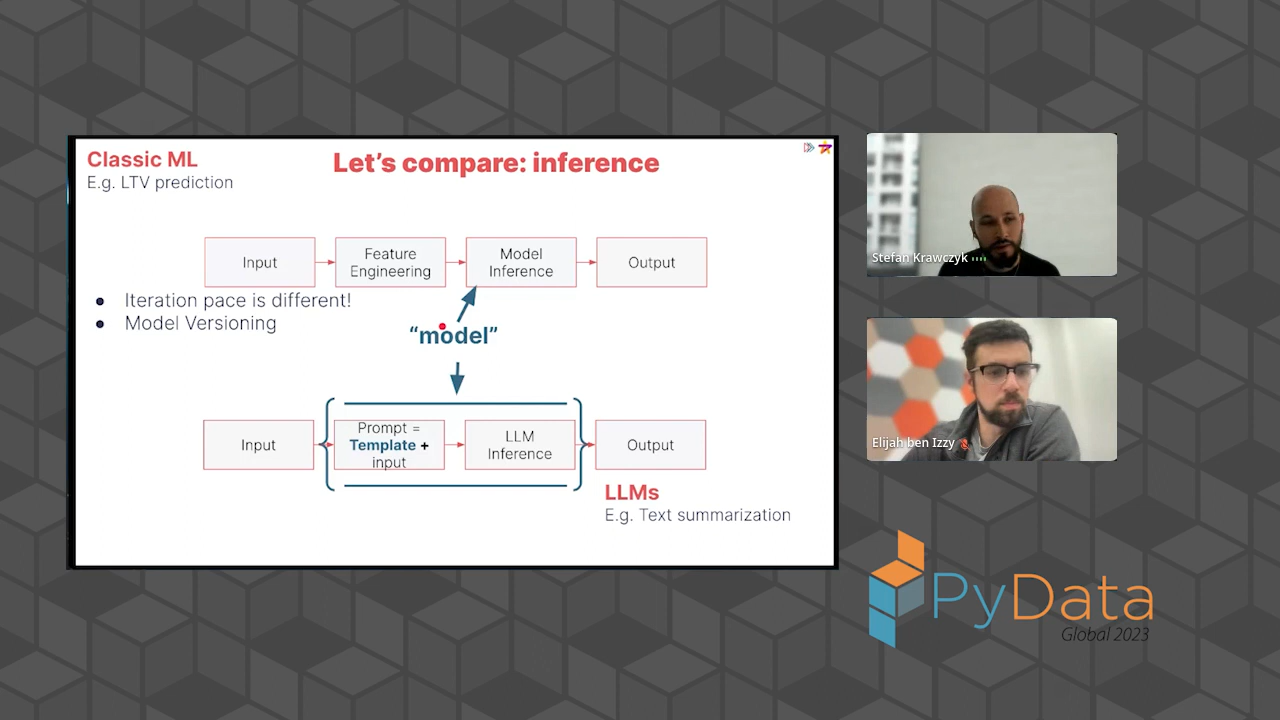 Classic ML
E.g. LTV prediction
Let's compare: inference
Input
Feature
Engineering
Model
Inference
Output
Iteration pace is different!
Model Versioning
“model”
Input
Prompt =
Template +
input
LLM
Inference
Output
LLMs
E.g. Text summarization
Stefan Krawczyk
Elijah ben Izzy
PyData
Global 2023